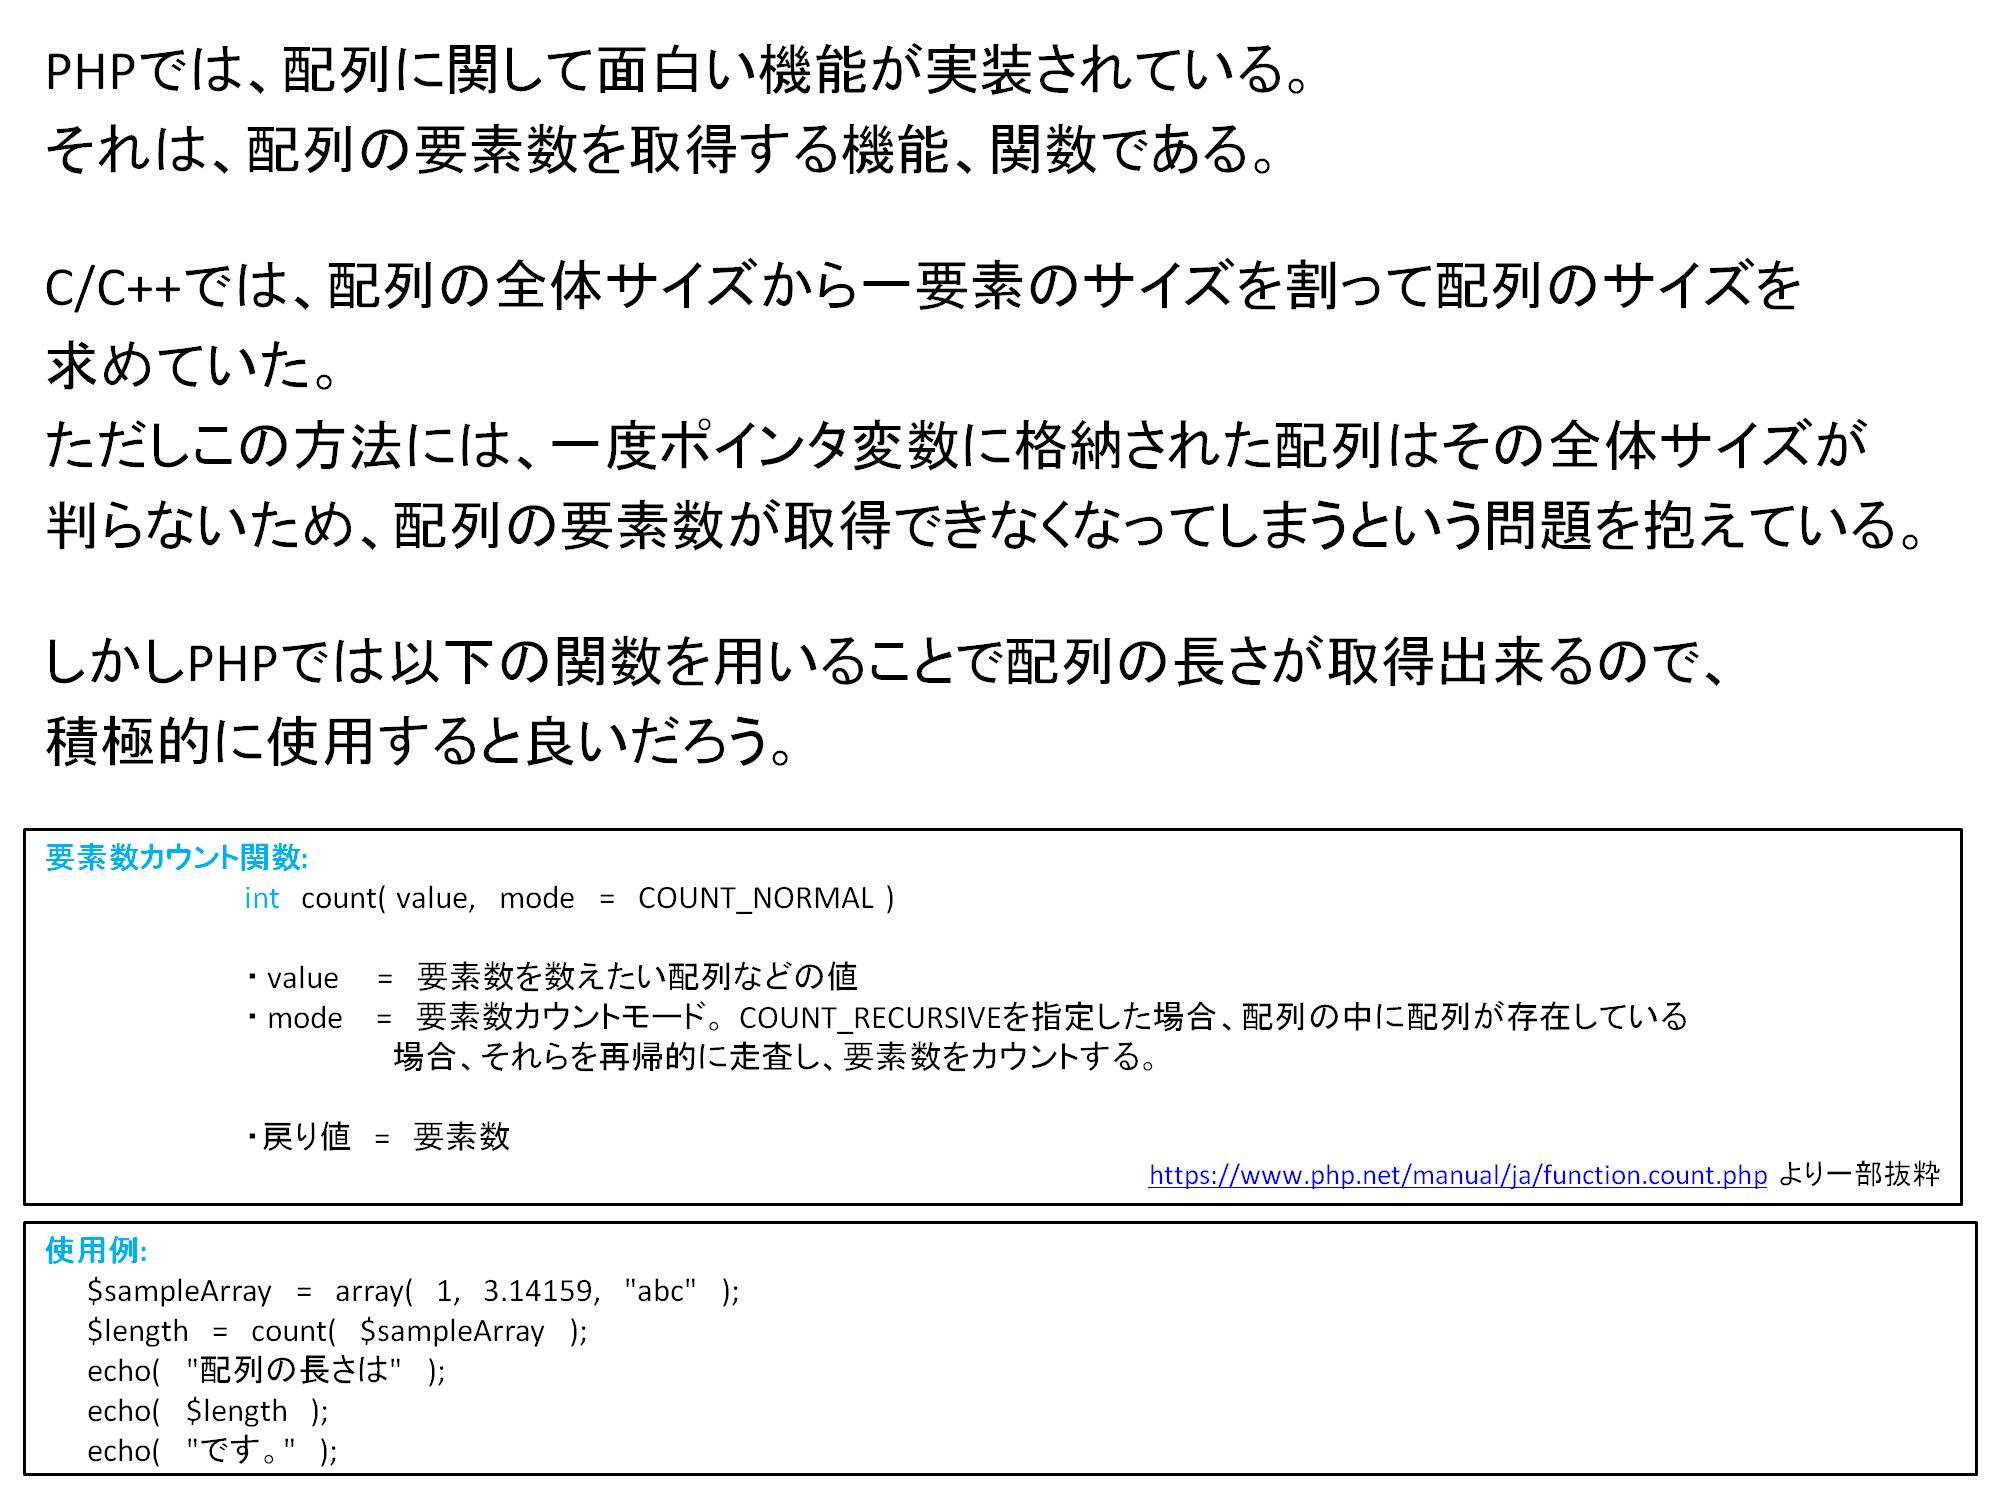 PHPでは、配列に関して面白い機能が実装されている。
それは、配列の要素数を取得する機能、関数である。
C/C++では、配列の全体サイズから一要素のサイズを割って配列のサイズを
求めていた。
ただしこの方法には、一度ポインタ変数に格納された配列はその全体サイズが
判らないため、配列の要素数が取得できなくなってしまうという問題を抱えている。
しかしPHPでは以下の関数を用いることで配列の長さが取得出来るので、
積極的に使用すると良いだろう。
要素数カウント関数:
int count( value, mode = COUNT_NORMAL )
・value = 要素数を数えたい配列などの値
・mode = 要素数カウントモード。COUNT_RECURSIVEを指定した場合、配列の中に配列が存在している
場合、それらを再帰的に走査し、要素数をカウントする。
・戻り値 = 要素数
https://www.php.net/manual/ja/function.count.php より一部抜粋
使用例:
$sampleArray = array( 1, 3.14159, "abc" );
$length = count( $sampleArray );
echo( "配列の長さは" );
echo( $length );
echo( "です。" );